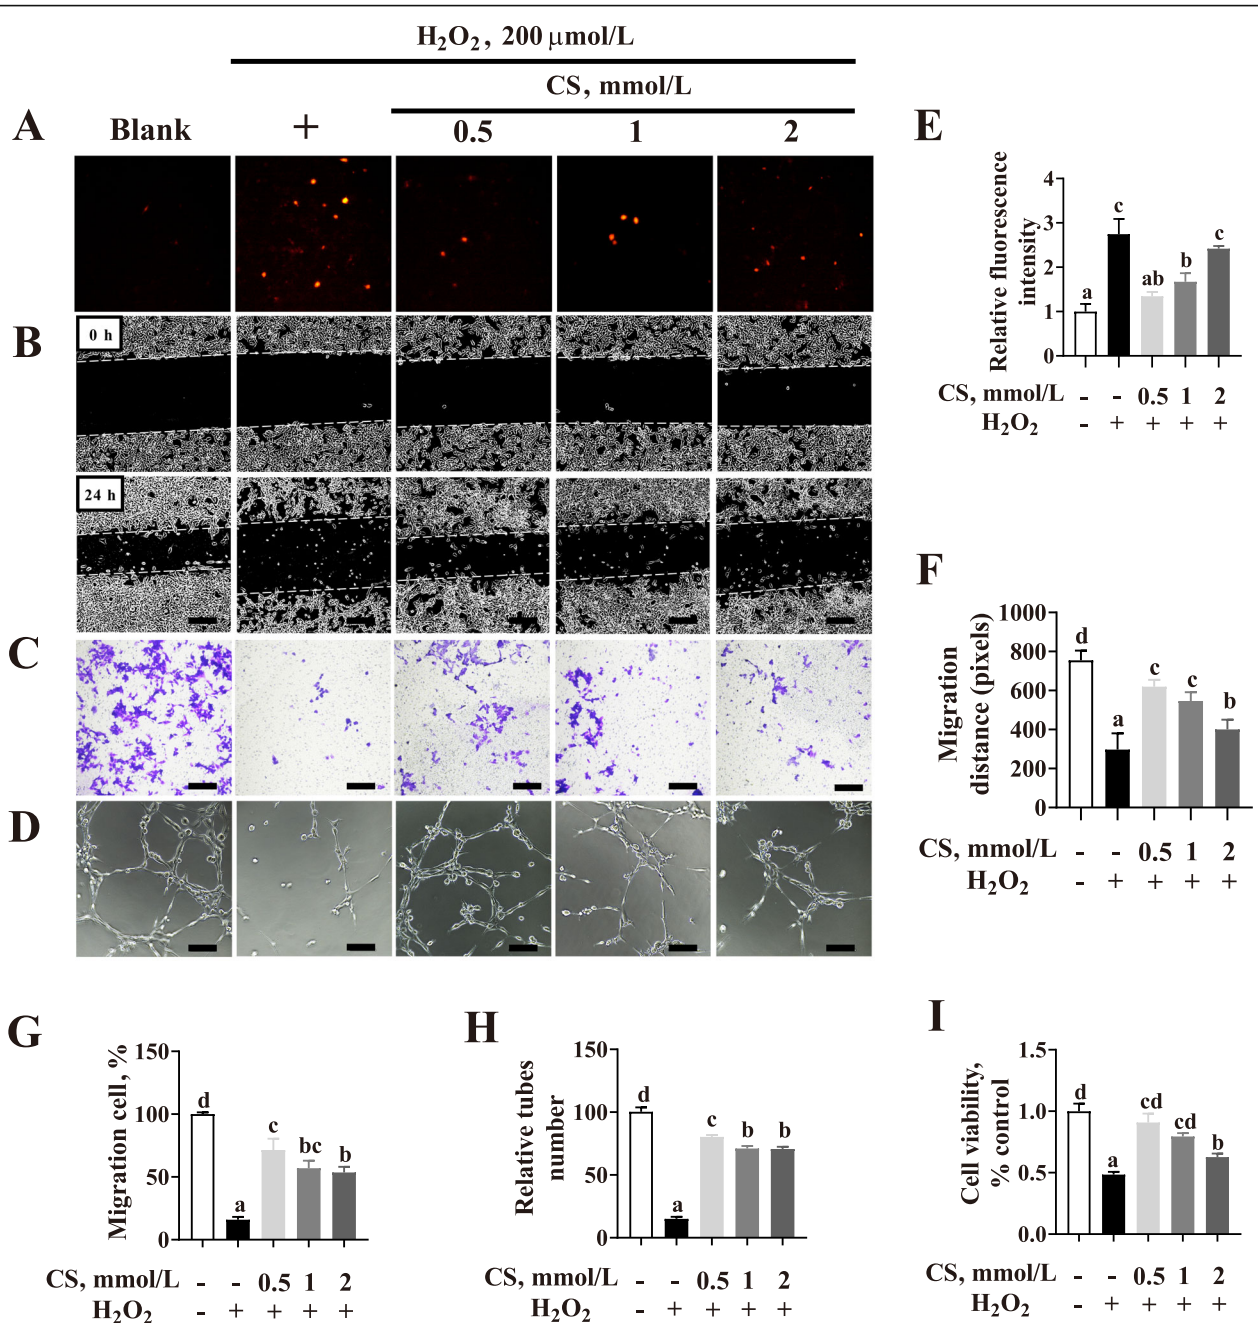 H₂O₂, 200 μmol/L
CS, mmol/L
A Blank + 0.5 1 2
B 0 h
24 h
C
D
E
Relative fluorescence
intensity
4
3
2
1
0
a c ab b c
CS, mmol/L - - 0.5 1 2
H₂O₂ - + + + +
F
Migration
distance (pixels)
1000
800
600
400
200
0
d a c c b
CS, mmol/L - - 0.5 1 2
H₂O₂ - + + + +
G
Migration cell, %
150
100
50
0
d a c bc b
CS, mmol/L - - 0.5 1 2
H₂O₂ - + + + +
H
Relative tubes
number
150
100
50
0
d a c b b
CS, mmol/L - - 0.5 1 2
H₂O₂ - + + + +
I
Cell viability,
% control
1.5
1.0
0.5
0.0
d a cd cd b
CS, mmol/L - - 0.5 1 2
H₂O₂ - + + + +